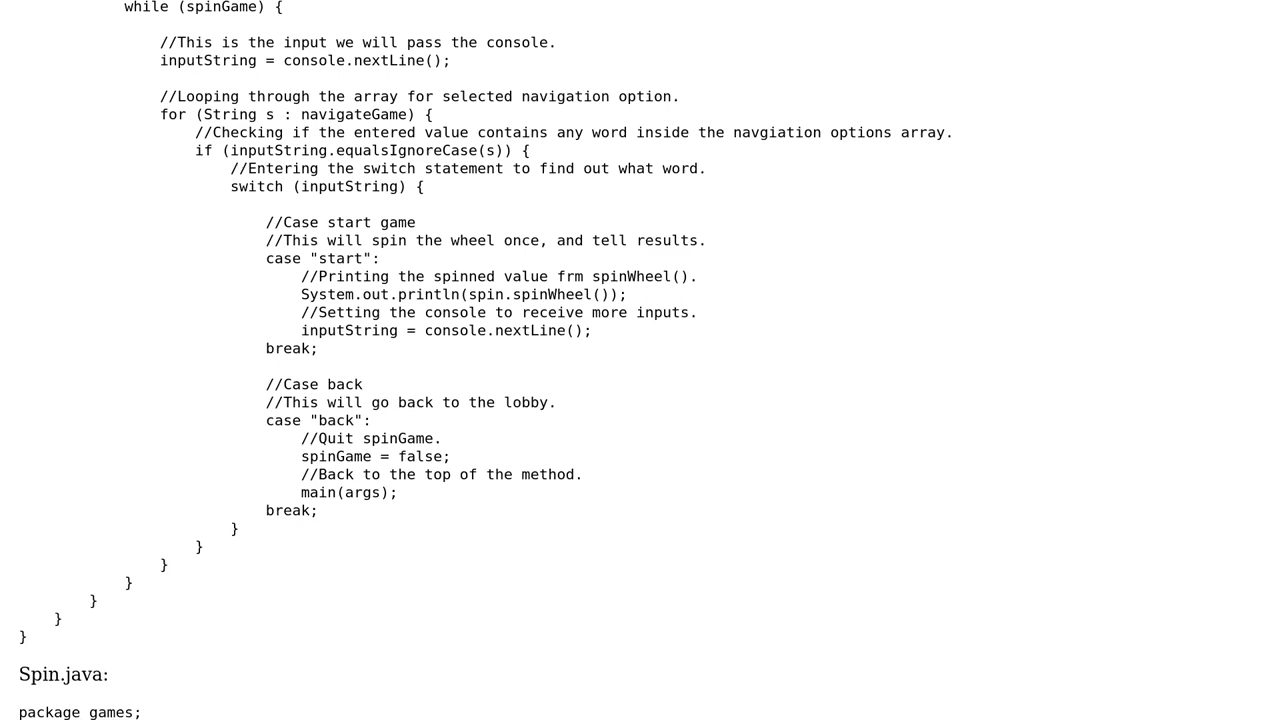 while (spinGame) {
//This is the input we will pass the console.
inputString = console.nextLine();
//Looping through the array for selected navigation option.
for (String s : navigateGame) {
//Checking if the entered value contains any word inside the navgiation options array.
if (inputString.equalsIgnoreCase(s)) {
//Entering the switch statement to find out what word.
switch (inputString) {
//Case start game
//This will spin the wheel once, and tell results.
case "start":
//Printing the spinned value frm spinWheel().
System.out.println(spin.spinWheel());
//Setting the console to receive more inputs.
inputString = console.nextLine();
break;
//Case back
//This will go back to the lobby.
case "back":
//Quit spinGame.
spinGame = false;
//Back to the top of the method.
main(args);
break;
}
}
}
}
}
}
}
Spin.java:
package games;